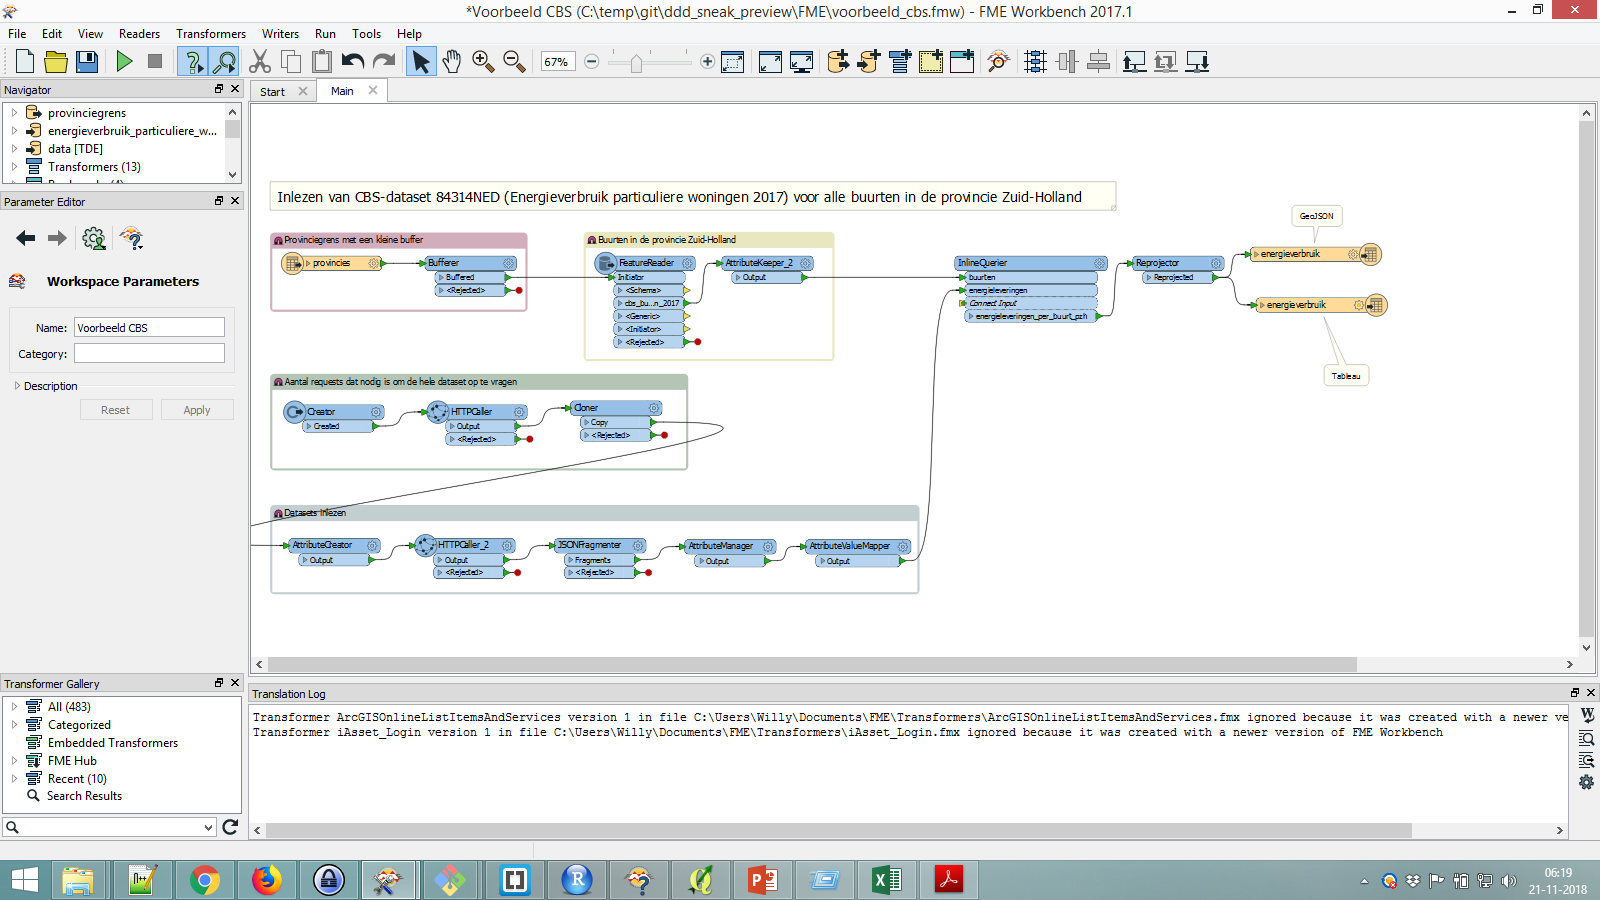 *Voorbeeld CBS (C:\temp\git\ddd_sneak_preview\FME\voorbeeld_cbs.fmw) - FME Workbench 2017.1
File Edit View Readers Transformers Writers Run Tools Help
67%
Navigator
provinciegrens
energieverbruik_particuliere_w...
data [TDE]
Transformers (13)
Parameter Editor
Workspace Parameters
Name: Voorbeeld CBS
Category:
Description
Reset Apply
Transformer Gallery
All (483)
Categorized
Embedded Transformers
FME Hub
Recent (10)
Search Results
Start Main
Inlezen van CBS-dataset 84314NED (Energieverbruik particuliere woningen 2017) voor alle buurten in de provincie Zuid-Holland
Provinciegrens met een kleine buffer
provincies
Bufferer
Buffered
<Rejected>
Buurten in de provincie Zuid-Holland
FeatureReader
Initiator
<Schema>
cbs_bu...n_2017
<Generic>
<Initiator>
<Rejected>
AttributeKeeper_2
Output
InlineQuerier
buurten
energieleveringen
Connect Input
energieleveringen_per_buurt_pzh
Reprojector
Reprojected
GeoJSON
energieverbruik
energieverbruik
Tableau
Aantal requests dat nodig is om de hele dataset op te vragen
Creator
Created
HTTPCaller
Output
<Rejected>
Cloner
Copy
<Rejected>
Datasets inlezen
AttributeCreator
Output
HTTPCaller_2
Output
<Rejected>
JSONFragmenter
Fragments
<Rejected>
AttributeManager
Output
AttributeValueMapper
Output
Translation Log
Transformer ArcGISOnlineListItemsAndServices version 1 in file C:\Users\Willy\Documents\FME\Transformers\ArcGISOnlineListItemsAndServices.fmx ignored because it was created with a newer ve
Transformer iAsset_Login version 1 in file C:\Users\Willy\Documents\FME\Transformers\iAsset_Login.fmx ignored because it was created with a newer version of FME Workbench
06:19
21-11-2018